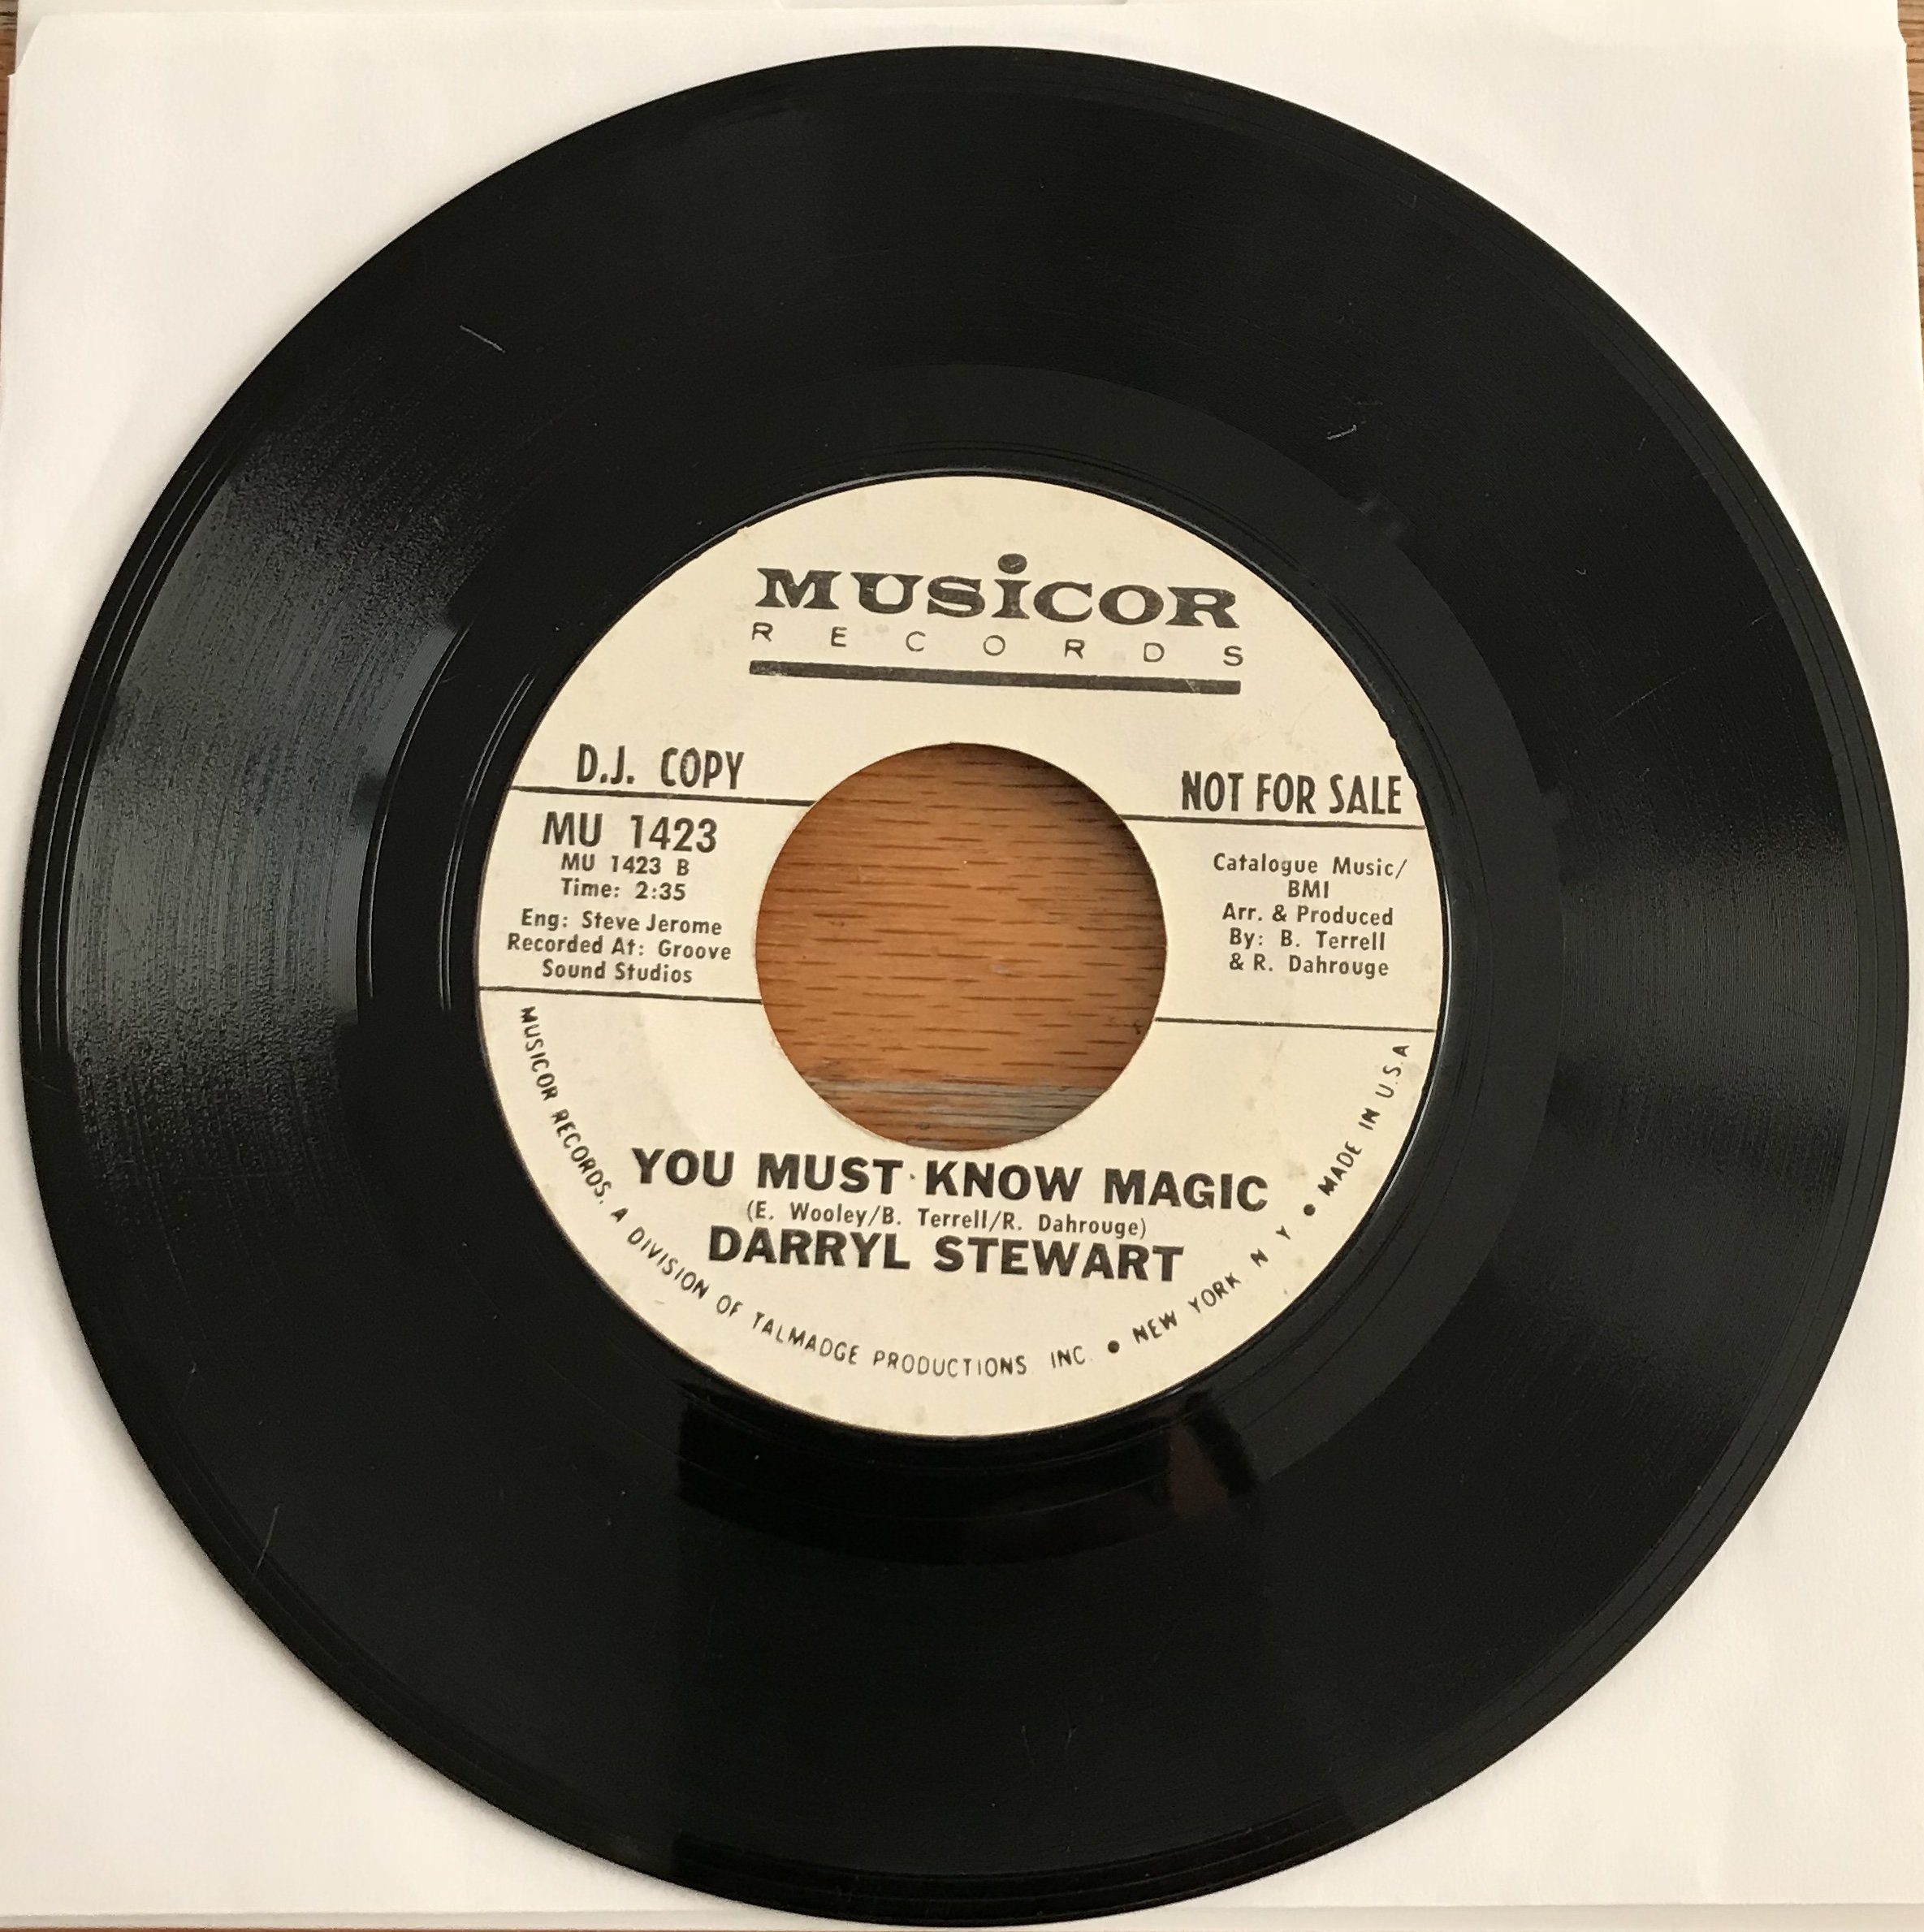 MUSiCOR
RECORDS
D.J. COPY
NOT FOR SALE
MU 1423
MU 1423 B
Time: 2:35
Eng: Steve Jerome
Recorded At: Groove
Sound Studios
Catalogue Music/
BMI
Arr. & Produced
By: B. Terrell
& R. Dahrouge
YOU MUST KNOW MAGIC
(E. Wooley/B. Terrell/R. Dahrouge)
DARRYL STEWART
MUSICOR RECORDS, A DIVISION OF TALMADGE PRODUCTIONS INC. • NEW YORK N Y • MADE IN U.S.A